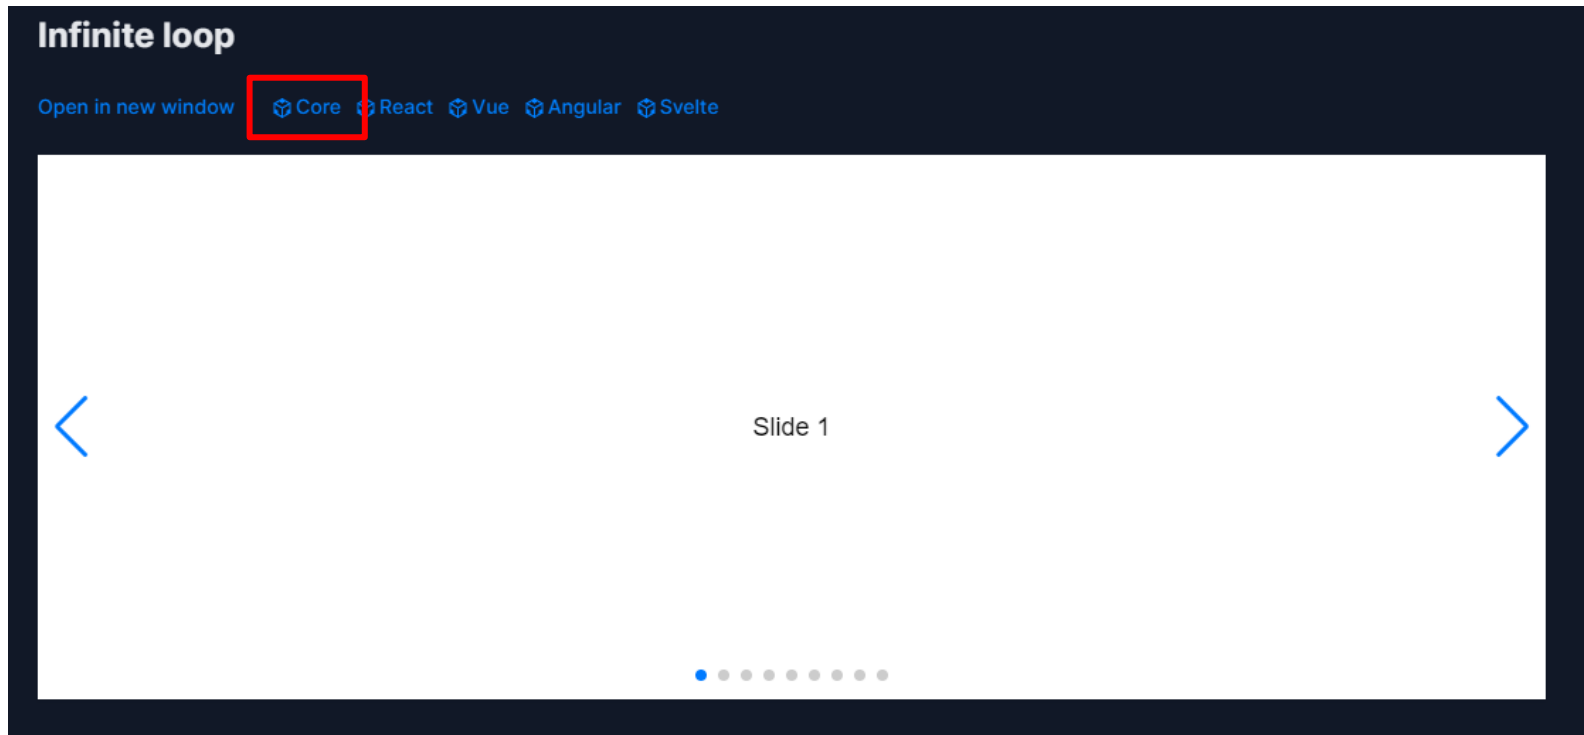 Infinite loop
Open in new window Core React Vue Angular Svelte
Slide 1